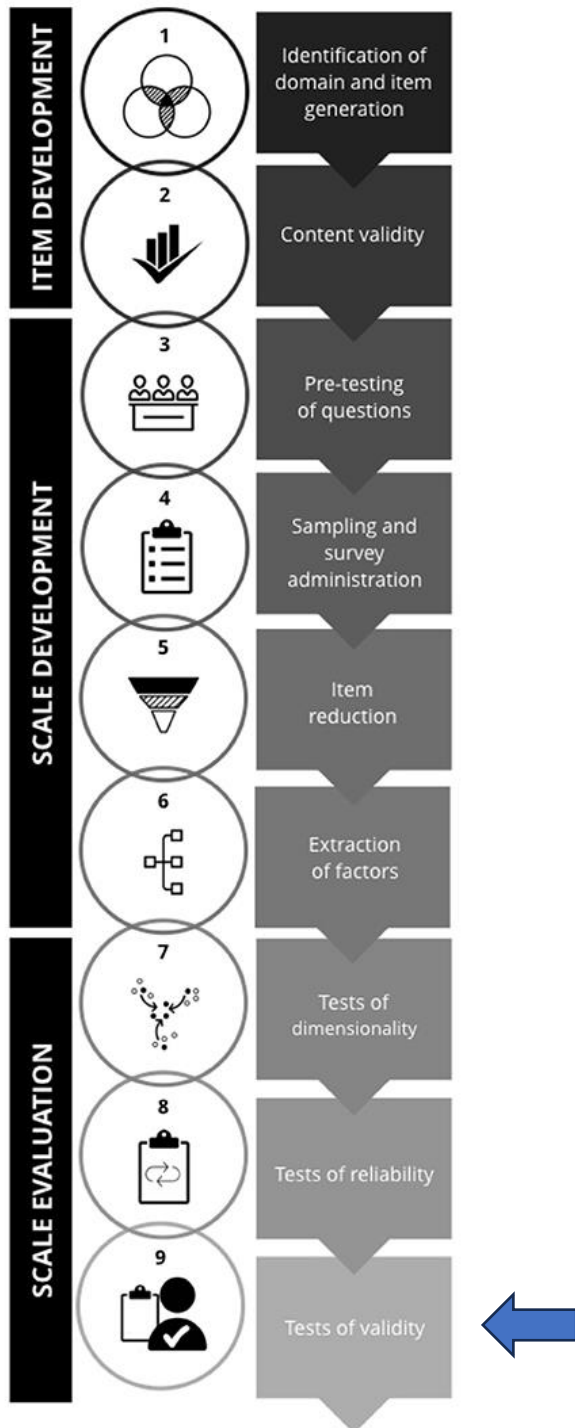 ITEM DEVELOPMENT
1
Identification of
domain and item
generation
2
Content validity
SCALE DEVELOPMENT
3
Pre-testing
of questions
4
Sampling and
survey
administration
5
Item
reduction
6
Extraction
of factors
SCALE EVALUATION
7
Tests of
dimensionality
8
Tests of reliability
9
Tests of validity